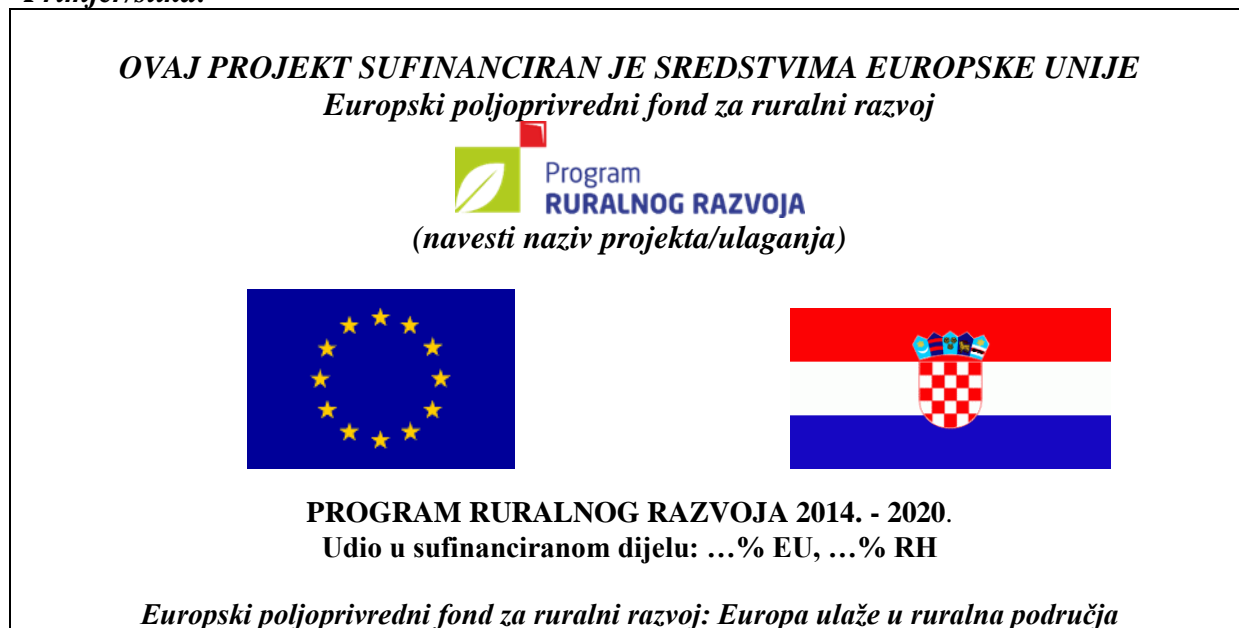 OVAJ PROJEKT SUFINANCIRAN JE SREDSTVIMA EUROPSKE UNIJE
Europski poljoprivredni fond za ruralni razvoj
Program
RURALNOG RAZVOJA
(navesti naziv projekta/ulaganja)
PROGRAM RURALNOG RAZVOJA 2014. - 2020.
Udio u sufinanciranom dijelu: …% EU, …% RH
Europski poljoprivredni fond za ruralni razvoj: Europa ulaže u ruralna područja